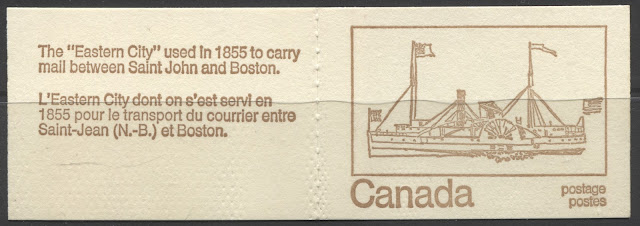 The "Eastern City" used in 1855 to carry
mail between Saint John and Boston.
L'Eastern City dont on s'est servi en
1855 pour le transport du courrier entre
Saint-Jean (N.-B.) et Boston.
Canada
postage
postes